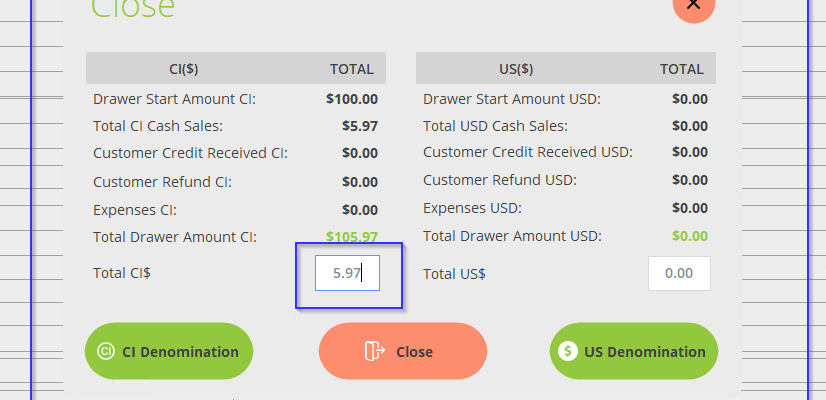 Close
CI($) TOTAL
Drawer Start Amount CI: $100.00
Total CI Cash Sales: $5.97
Customer Credit Received CI: $0.00
Customer Refund CI: $0.00
Expenses CI: $0.00
Total Drawer Amount CI: $105.97
Total CI$ 5.97
US($) TOTAL
Drawer Start Amount USD: $0.00
Total USD Cash Sales: $0.00
Customer Credit Received USD: $0.00
Customer Refund USD: $0.00
Expenses USD: $0.00
Total Drawer Amount USD: $0.00
Total US$ 0.00
CI CI Denomination
Close
$ US Denomination